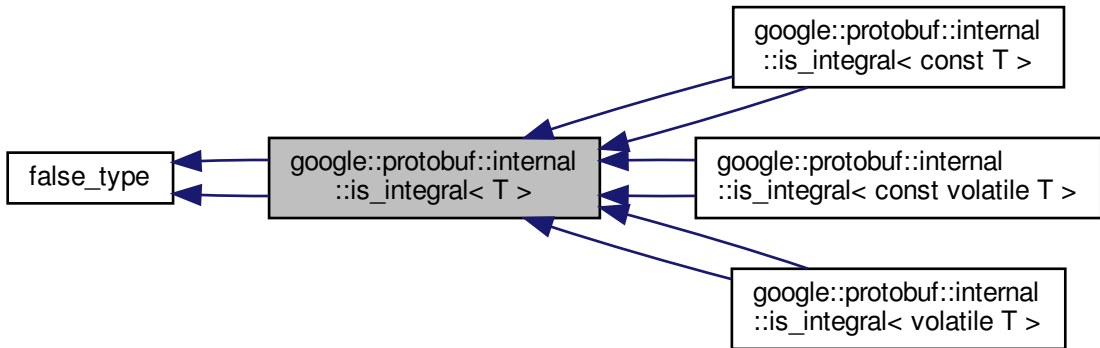 false_type
google::protobuf::internal
::is_integral< T >
google::protobuf::internal
::is_integral< const T >
google::protobuf::internal
::is_integral< const volatile T >
google::protobuf::internal
::is_integral< volatile T >